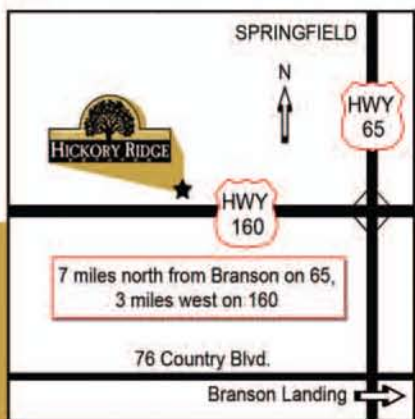 SPRINGFIELD
N
HWY
65
HICKORY RIDGE
HWY
160
7 miles north from Branson on 65,
3 miles west on 160
76 Country Blvd.
Branson Landing